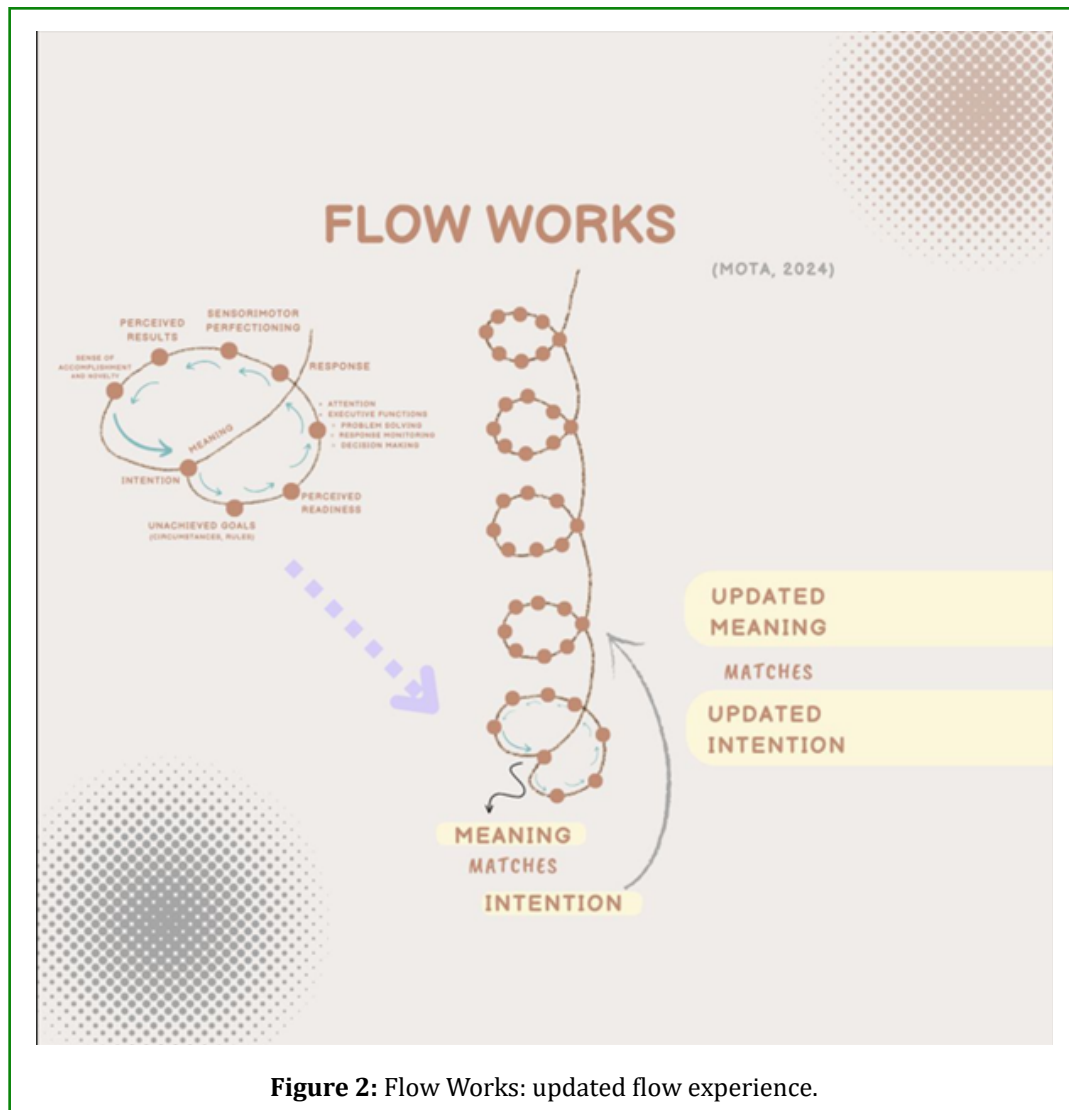 FLOW WORKS
(MOTA, 2024)
SENSORIMOTOR
PERFECTIONING
PERCEIVED
RESULTS
SENSE OF
ACCOMPLISHMENT
AND NOVELTY
RESPONSE
ATTENTION
EXECUTIVE FUNCTIONS
PROBLEM SOLVING
RESPONSE MONITORING
DECISION MAKING
MEANING
INTENTION
PERCEIVED
READINESS
UNACHIEVED GOALS
(CIRCUMSTANCES, RULES)
UPDATED
MEANING
MATCHES
UPDATED
INTENTION
MEANING
MATCHES
INTENTION
Figure 2: Flow Works: updated flow experience.